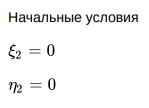 Начальные условия
ξ₂ = 0
η₂ = 0